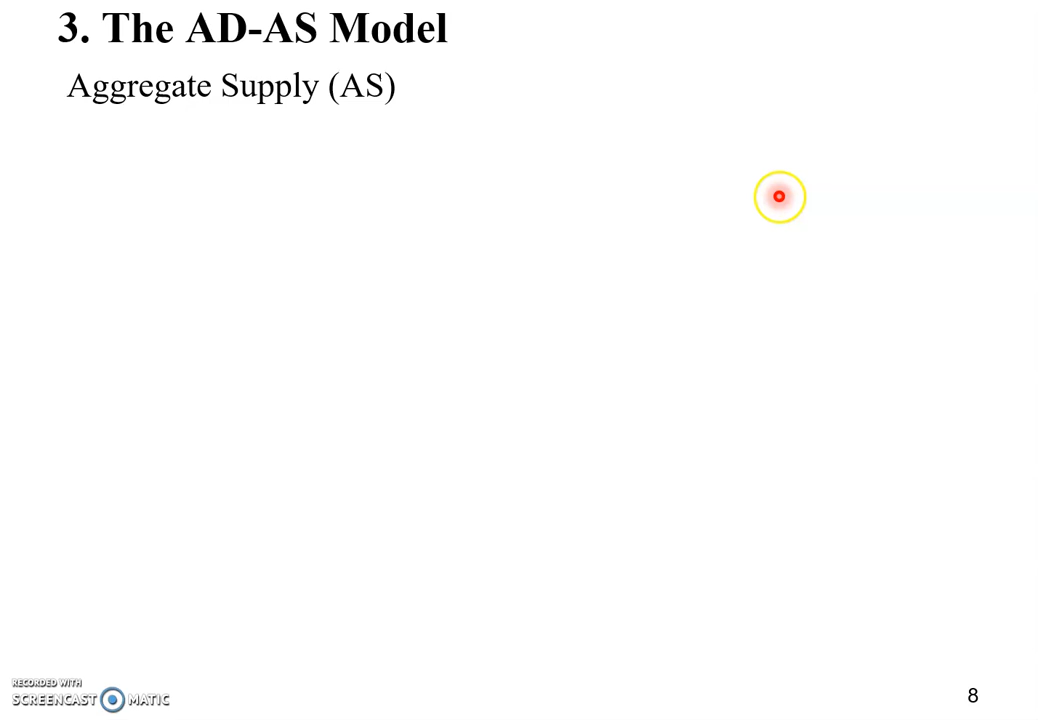 3. The AD-AS Model
Aggregate Supply (AS)
RECORDED WITH
SCREENCAST MATIC
8